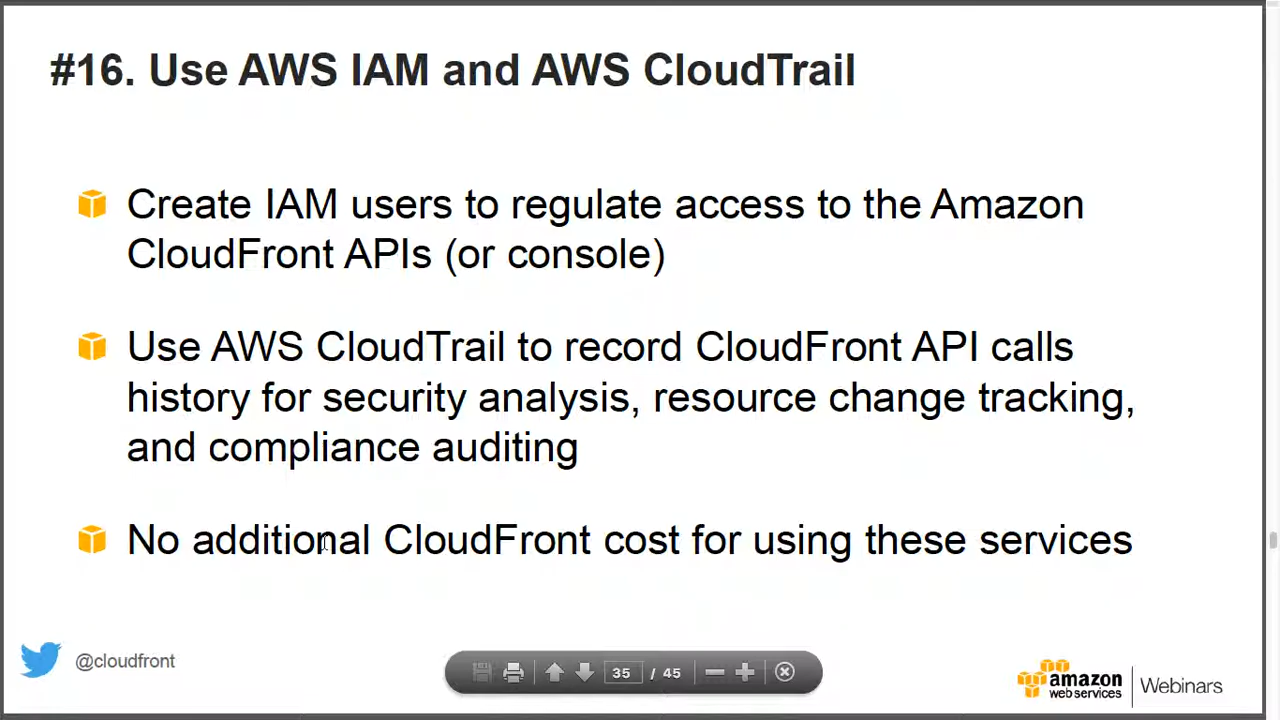 #16. Use AWS IAM and AWS CloudTrail
Create IAM users to regulate access to the Amazon
CloudFront APIs (or console)
Use AWS CloudTrail to record CloudFront API calls
history for security analysis, resource change tracking,
and compliance auditing
No additional CloudFront cost for using these services
@cloudfront
35 / 45
amazon
web services
Webinars